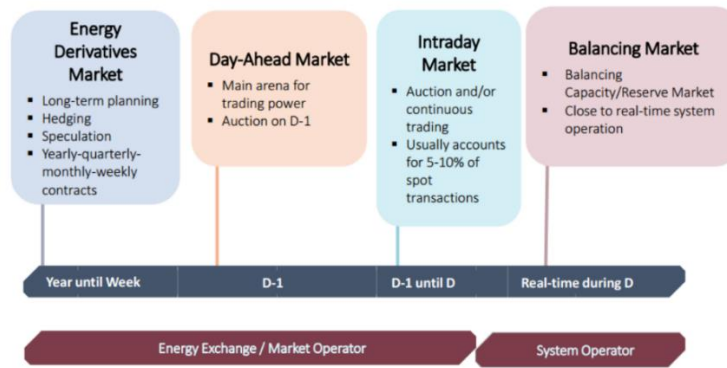 Energy
Derivatives
Market
▪ Long-term planning
▪ Hedging
▪ Speculation
▪ Yearly-quarterly-
monthly-weekly
contracts
Day-Ahead Market
▪ Main arena for
trading power
▪ Auction on D-1
Intraday
Market
▪ Auction and/or
continuous
trading
▪ Usually accounts
for 5-10% of
spot
transactions
Balancing Market
▪ Balancing
Capacity/Reserve Market
▪ Close to real-time system
operation
Year until Week
D-1
D-1 until D
Real-time during D
Energy Exchange / Market Operator
System Operator